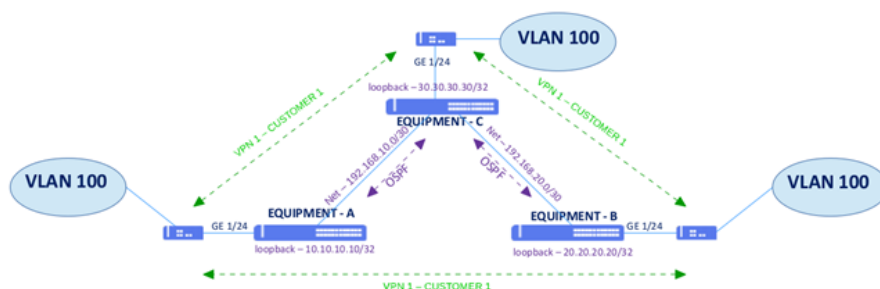 VLAN 100
GE 1/24
loopback – 30.30.30.30/32
VPN 1 – CUSTOMER 1
VPN 1 – CUSTOMER 1
EQUIPMENT - C
Net – 192.168.10.0/30
OSPF
Net – 192.168.20.0/30
OSPF
VLAN 100
VLAN 100
EQUIPMENT - A
GE 1/24
loopback – 10.10.10.10/32
EQUIPMENT - B
GE 1/24
loopback – 20.20.20.20/32
VPN 1 – CUSTOMER 1